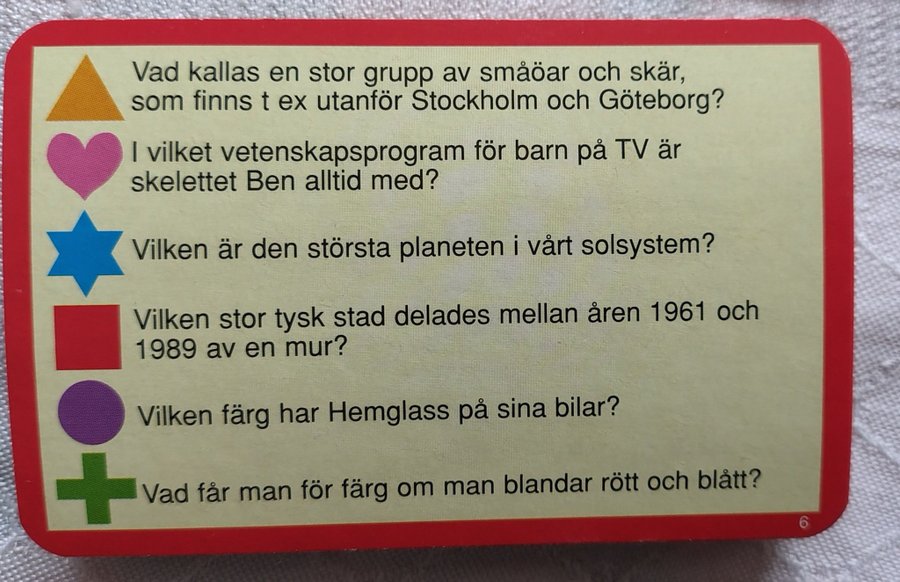 Vad kallas en stor grupp av småöar och skär,
som finns t ex utanför Stockholm och Göteborg?
I vilket vetenskapsprogram för barn på TV är
skelettet Ben alltid med?
Vilken är den största planeten i vårt solsystem?
Vilken stor tysk stad delades mellan åren 1961 och
1989 av en mur?
Vilken färg har Hemglass på sina bilar?
Vad får man för färg om man blandar rött och blått?
6